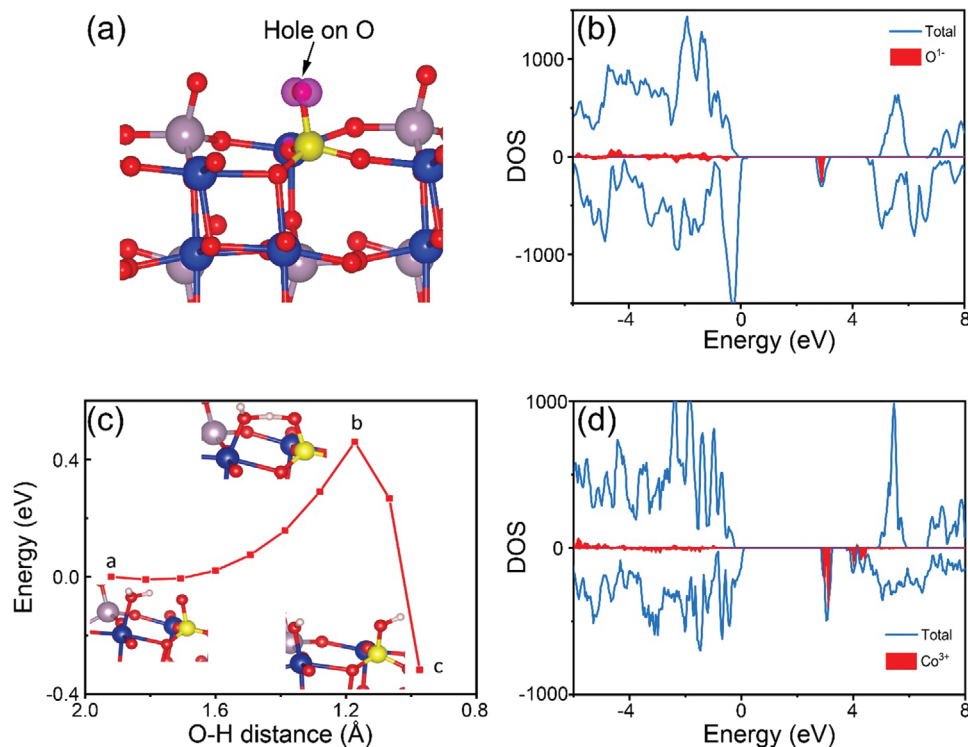 (a)
Hole on O
(b)
1000
0
-1000
DOS
Total
O¹⁻
-4
0
4
8
Energy (eV)
(c)
0.4
0.0
-0.4
Energy (eV)
a
b
c
2.0
1.6
1.2
0.8
O-H distance (Å)
(d)
1000
0
-1000
DOS
Total
Co³⁺
-4
0
4
8
Energy (eV)